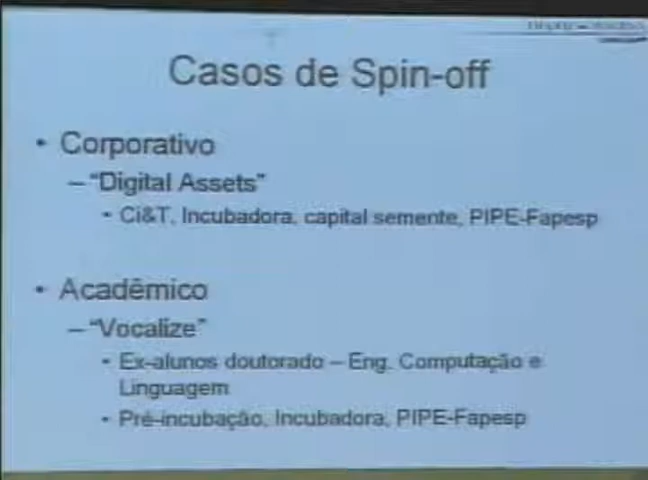 Casos de Spin-off
• Corporativo
– "Digital Assets"
• Ci&T, Incubadora, capital semente, PIPE-Fapesp
• Acadêmico
– "Vocalize"
• Ex-alunos doutorado – Eng. Computação e
Linguagem
• Pré-incubação, Incubadora, PIPE-Fapesp